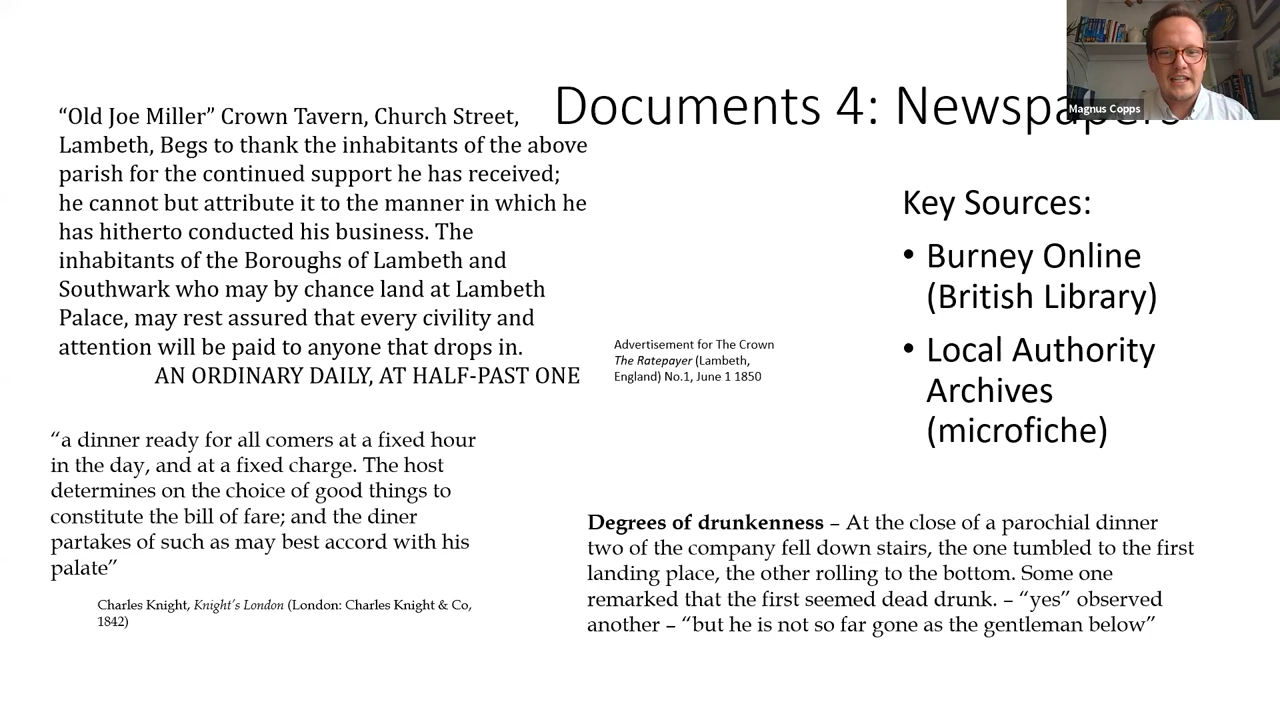 Documents 4: Newspapers
Magnus Copps
“Old Joe Miller” Crown Tavern, Church Street,
Lambeth, Begs to thank the inhabitants of the above
parish for the continued support he has received;
he cannot but attribute it to the manner in which he
has hitherto conducted his business. The
inhabitants of the Boroughs of Lambeth and
Southwark who may by chance land at Lambeth
Palace, may rest assured that every civility and
attention will be paid to anyone that drops in.
AN ORDINARY DAILY, AT HALF-PAST ONE
Advertisement for The Crown
The Ratepayer (Lambeth,
England) No.1, June 1 1850
Key Sources:
• Burney Online
(British Library)
• Local Authority
Archives
(microfiche)
“a dinner ready for all comers at a fixed hour
in the day, and at a fixed charge. The host
determines on the choice of good things to
constitute the bill of fare; and the diner
partakes of such as may best accord with his
palate”
Charles Knight, Knight’s London (London: Charles Knight & Co,
1842)
Degrees of drunkenness – At the close of a parochial dinner
two of the company fell down stairs, the one tumbled to the first
landing place, the other rolling to the bottom. Some one
remarked that the first seemed dead drunk. – “yes” observed
another – “but he is not so far gone as the gentleman below”